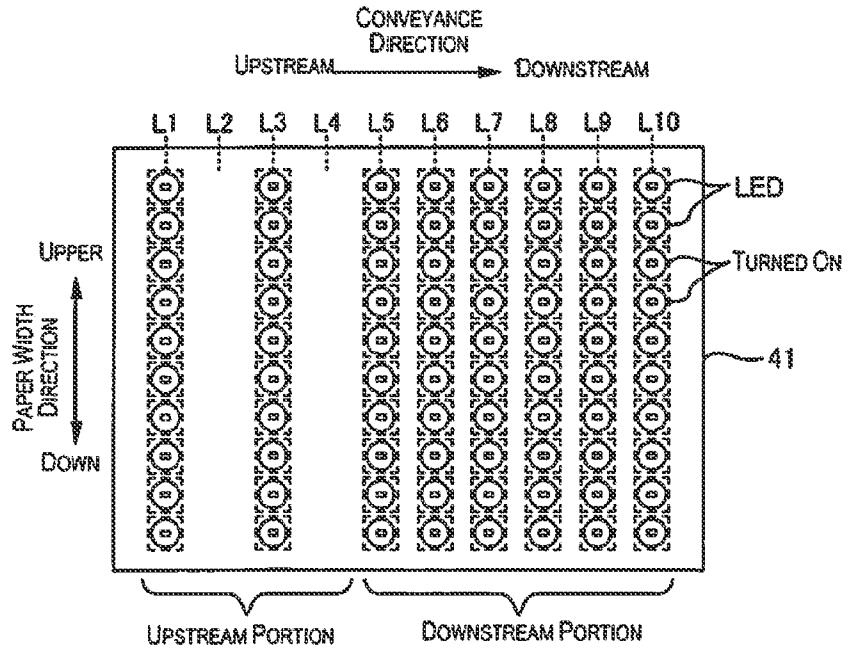 CONVEYANCE
DIRECTION
UPSTREAM DOWNSTREAM
L1 L2 L3 L4 L5 L6 L7 L8 L9 L10
LED
UPPER
TURNED ON
PAPER WIDTH
DIRECTION
41
DOWN
UPSTREAM PORTION DOWNSTREAM PORTION